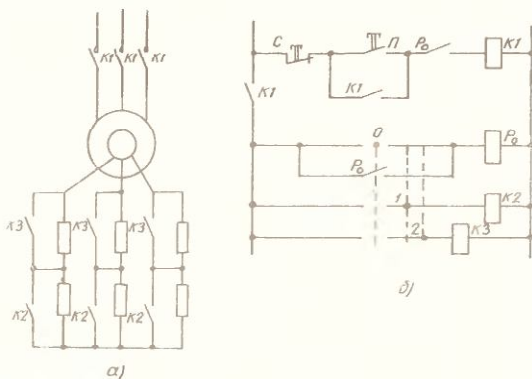 К1 К1 К1
К3 К3 К3
К2 К2 К2
а)
С П Р₀ К1
К1
К1
0 Р₀
Р₀
1 К2
2 К3
б)